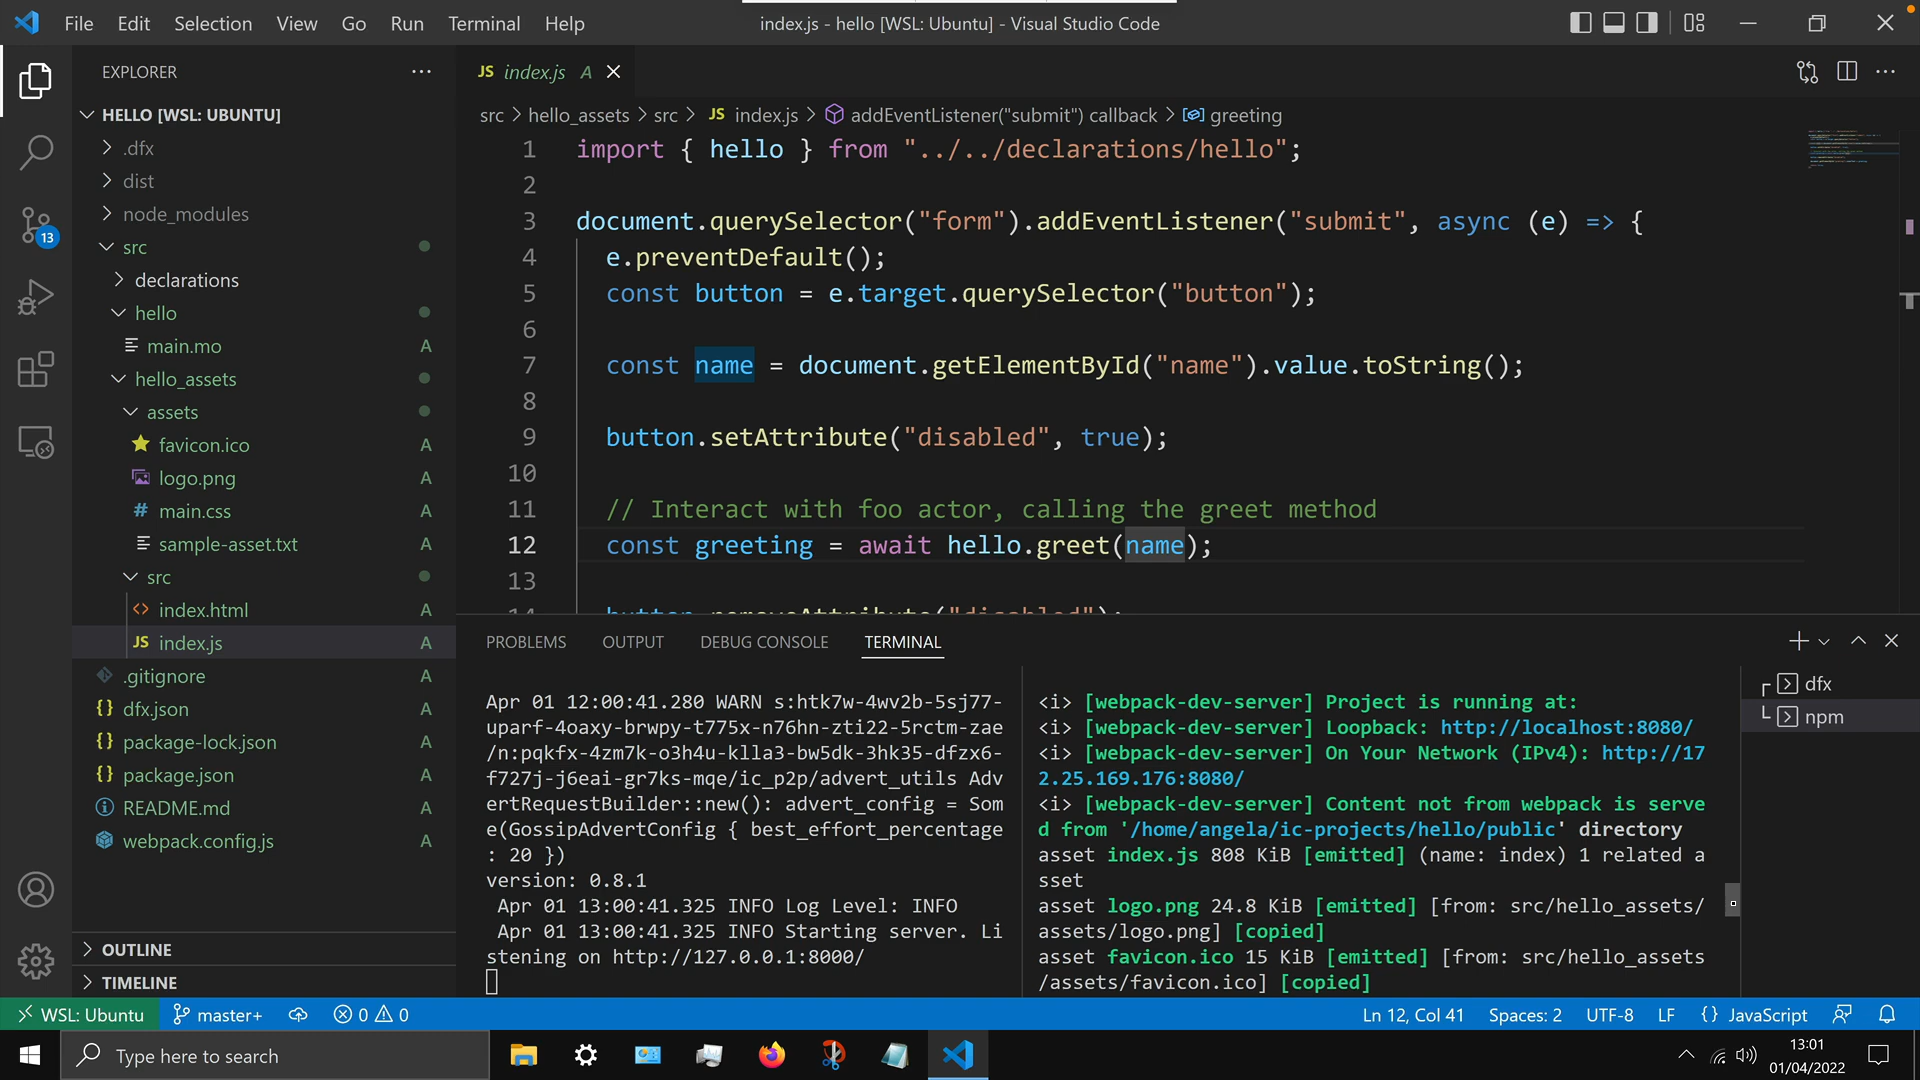 File Edit Selection View Go Run Terminal Help
index.js - hello [WSL: Ubuntu] - Visual Studio Code
EXPLORER
HELLO [WSL: UBUNTU]
.dfx
dist
node_modules
src
declarations
hello
main.mo A
hello_assets
assets
favicon.ico A
logo.png A
main.css A
sample-asset.txt A
src
index.html A
JS index.js A
.gitignore A
dfx.json A
package-lock.json A
package.json A
README.md A
webpack.config.js A
OUTLINE
TIMELINE
13
JS index.js A
src > hello_assets > src > JS index.js > addEventListener("submit") callback > greeting
1 import { hello } from "../../declarations/hello";
2
3 document.querySelector("form").addEventListener("submit", async (e) => {
4 e.preventDefault();
5 const button = e.target.querySelector("button");
6
7 const name = document.getElementById("name").value.toString();
8
9 button.setAttribute("disabled", true);
10
11 // Interact with foo actor, calling the greet method
12 const greeting = await hello.greet(name);
13
14 button.removeAttribute("disabled");
PROBLEMS OUTPUT DEBUG CONSOLE TERMINAL
Apr 01 12:00:41.280 WARN s:htk7w-4wv2b-5sj77-
uparf-4oaxy-brwpy-t775x-n76hn-zti22-5rctm-zae
/n:pqkfx-4zm7k-o3h4u-klla3-bw5dk-3hk35-dfzx6-
f727j-j6eai-gr7ks-mqe/ic_p2p/advert_utils Adv
ertRequestBuilder::new(): advert_config = Som
e(GossipAdvertConfig { best_effort_percentage
: 20 })
version: 0.8.1
Apr 01 13:00:41.325 INFO Log Level: INFO
Apr 01 13:00:41.325 INFO Starting server. Li
stening on http://127.0.0.1:8000/
<i> [webpack-dev-server] Project is running at:
<i> [webpack-dev-server] Loopback: http://localhost:8080/
<i> [webpack-dev-server] On Your Network (IPv4): http://17
2.25.169.176:8080/
<i> [webpack-dev-server] Content not from webpack is serve
d from '/home/angela/ic-projects/hello/public' directory
asset index.js 808 KiB [emitted] (name: index) 1 related a
sset
asset logo.png 24.8 KiB [emitted] [from: src/hello_assets/
assets/logo.png] [copied]
asset favicon.ico 15 KiB [emitted] [from: src/hello_assets
/assets/favicon.ico] [copied]
dfx
npm
WSL: Ubuntu master+ 0 0 Ln 12, Col 41 Spaces: 2 UTF-8 LF {} JavaScript
Type here to search
13:01
01/04/2022